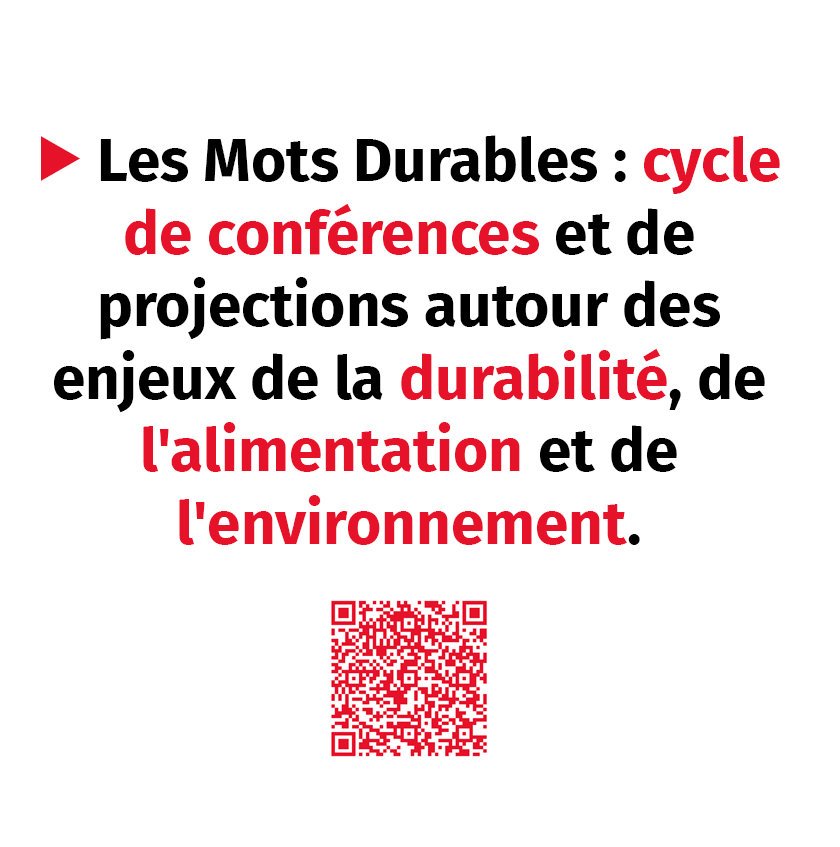 ▶ Les Mots Durables : cycle
de conférences et de
projections autour des
enjeux de la durabilité, de
l'alimentation et de
l'environnement.